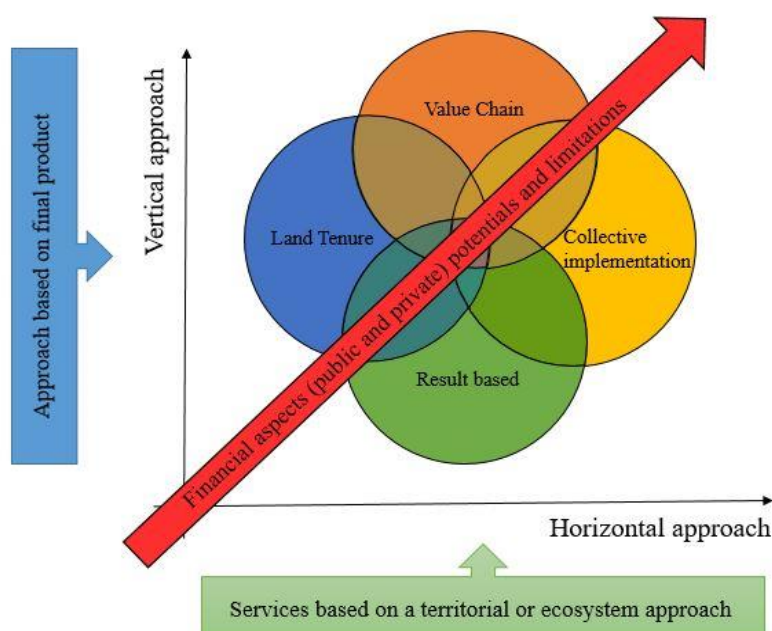 Approach based on final product
Vertical approach
Value Chain
Land Tenure
Collective
implementation
Result based
Financial aspects (public and private) potentials and limitations
Horizontal approach
Services based on a territorial or ecosystem approach